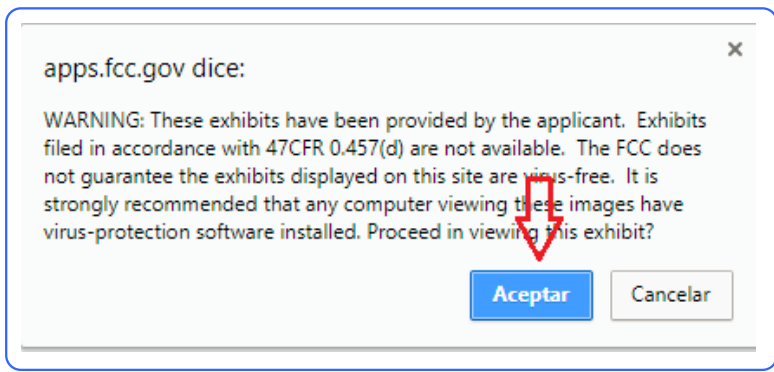 apps.fcc.gov dice:
WARNING: These exhibits have been provided by the applicant.  Exhibits
filed in accordance with 47CFR 0.457(d) are not available.  The FCC does
not guarantee the exhibits displayed on this site are virus-free.  It is
strongly recommended that any computer viewing these images have
virus-protection software installed. Proceed in viewing this exhibit?
Aceptar
Cancelar